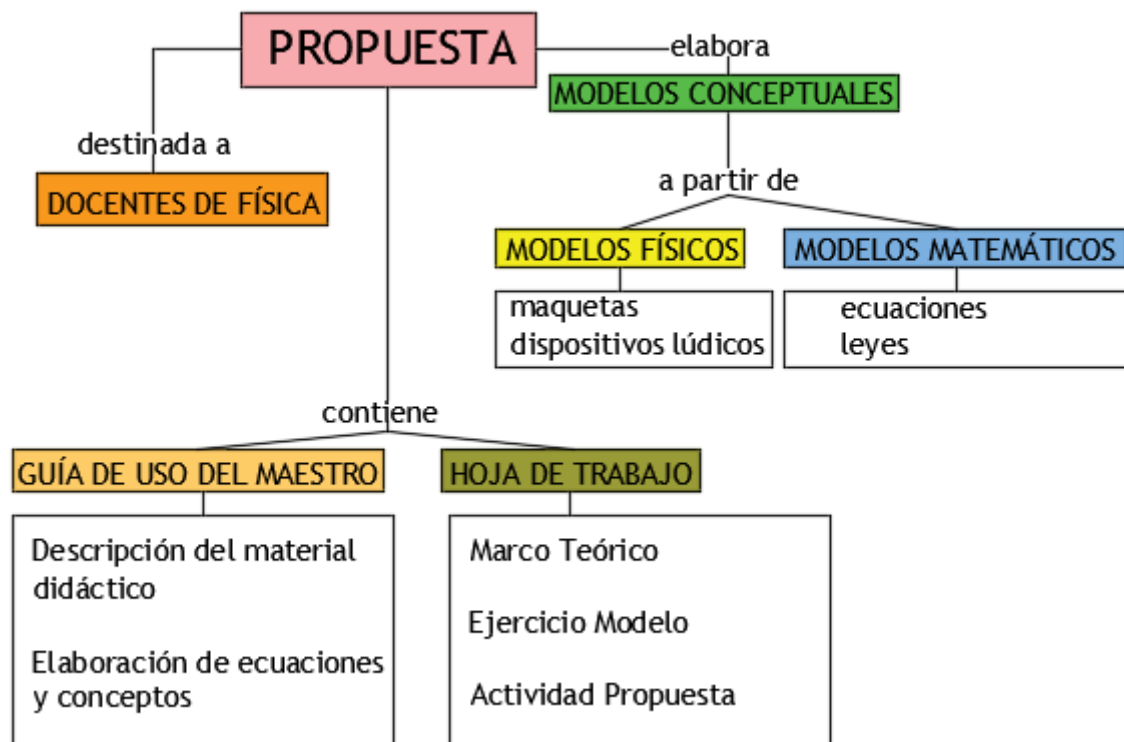 PROPUESTA
elabora
MODELOS CONCEPTUALES
destinada a
DOCENTES DE FÍSICA
a partir de
MODELOS FÍSICOS
MODELOS MATEMÁTICOS
maquetas
dispositivos lúdicos
ecuaciones
leyes
contiene
GUÍA DE USO DEL MAESTRO
HOJA DE TRABAJO
Descripción del material
didáctico
Elaboración de ecuaciones
y conceptos
Marco Teórico
Ejercicio Modelo
Actividad Propuesta